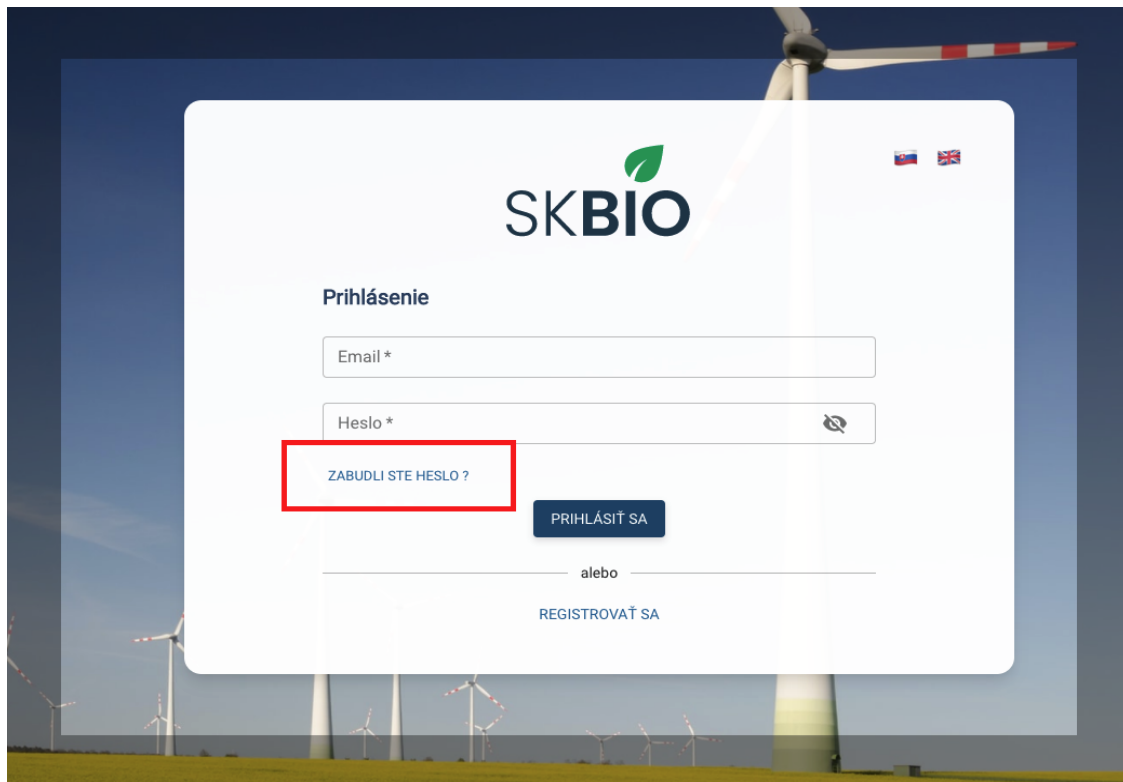 SKBIO
Prihlásenie
Email *
Heslo *
ZABUDLI STE HESLO ?
PRIHLÁSIŤ SA
alebo
REGISTROVAŤ SA